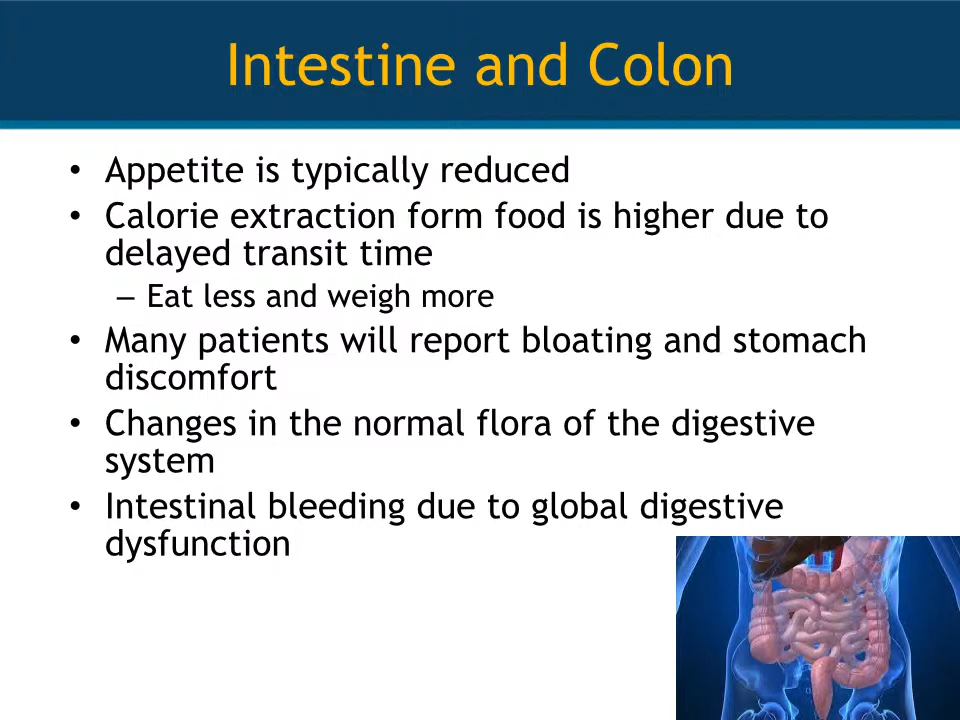 Intestine and Colon
• Appetite is typically reduced
• Calorie extraction form food is higher due to
delayed transit time
– Eat less and weigh more
• Many patients will report bloating and stomach
discomfort
• Changes in the normal flora of the digestive
system
• Intestinal bleeding due to global digestive
dysfunction